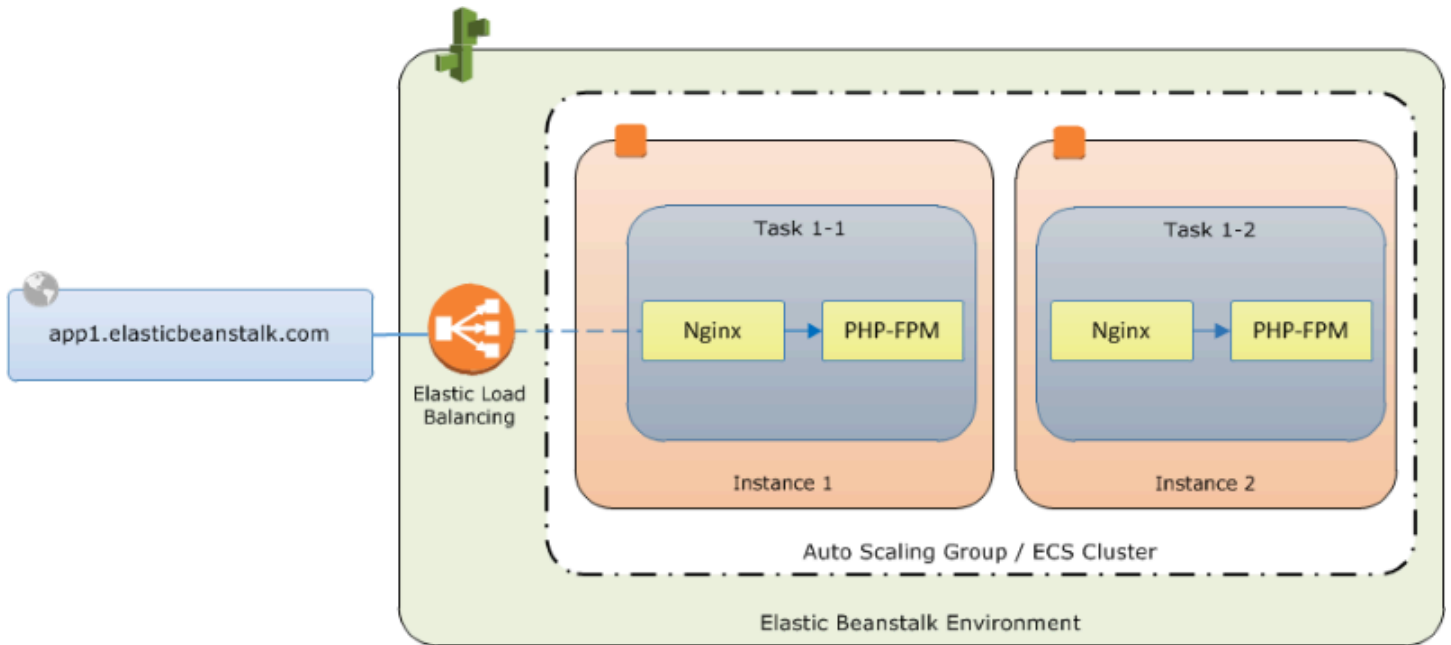 app1.elasticbeanstalk.com
Elastic Load
Balancing
Task 1-1
Nginx
PHP-FPM
Instance 1
Task 1-2
Nginx
PHP-FPM
Instance 2
Auto Scaling Group / ECS Cluster
Elastic Beanstalk Environment